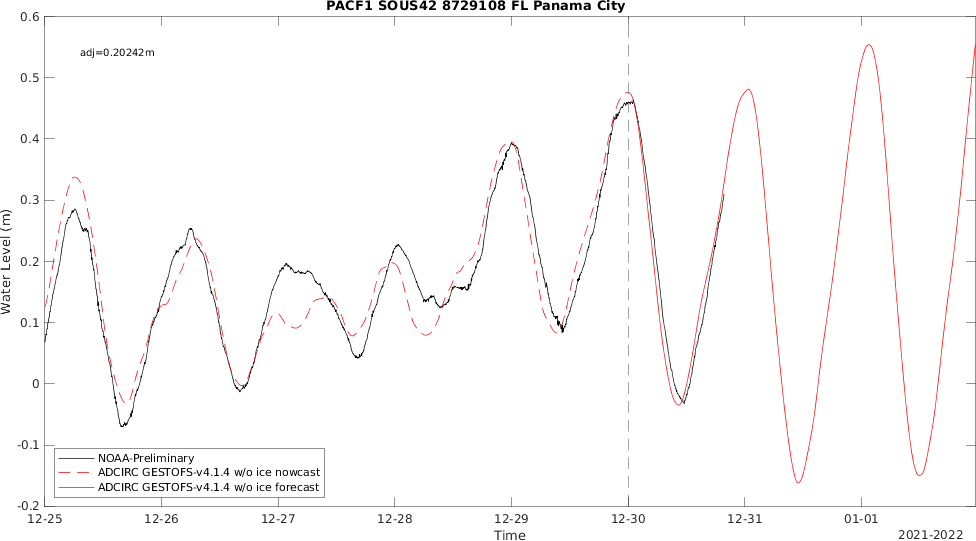 PACF1 SOUS42 8729108 FL Panama City
0.6
adj=0.20242m
0.5
0.4
0.3
0.2
0.1
0
-0.1
-0.2
Water Level (m)
NOAA-Preliminary
ADCIRC GESTOFS-v4.1.4 w/o ice nowcast
ADCIRC GESTOFS-v4.1.4 w/o ice forecast
12-25 12-26 12-27 12-28 12-29 12-30 12-31 01-01
Time
2021-2022